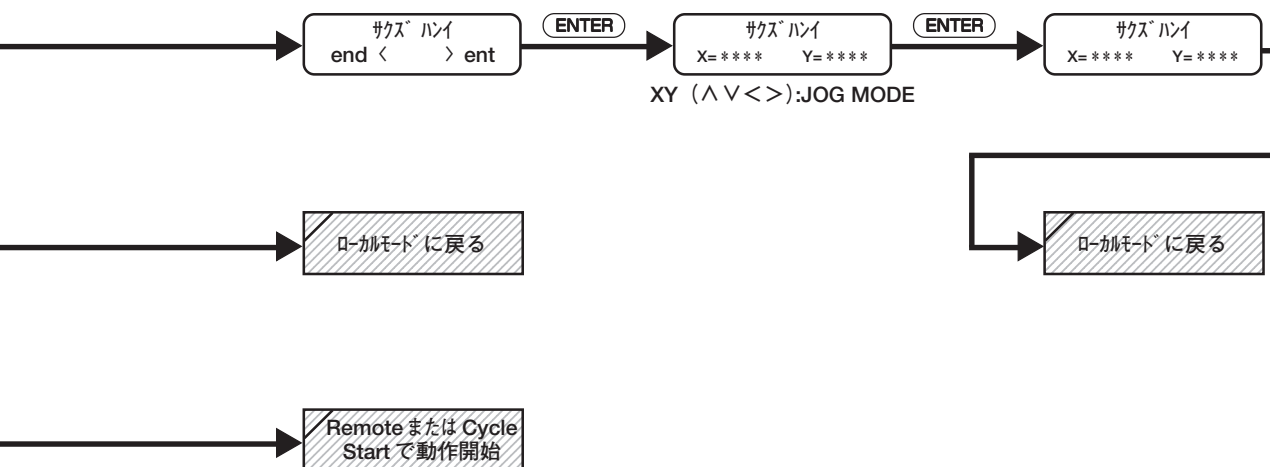 ｻｸｽﾞ ﾊﾝｲ
end〈 〉ent
ENTER
ｻｸｽﾞ ﾊﾝｲ
X=**** Y=****
XY（∧∨＜＞）:JOG MODE
ENTER
ｻｸｽﾞ ﾊﾝｲ
X=**** Y=****
ﾛｰｶﾙﾓｰﾄﾞに戻る
ﾛｰｶﾙﾓｰﾄﾞに戻る
Remote または Cycle
Start で動作開始